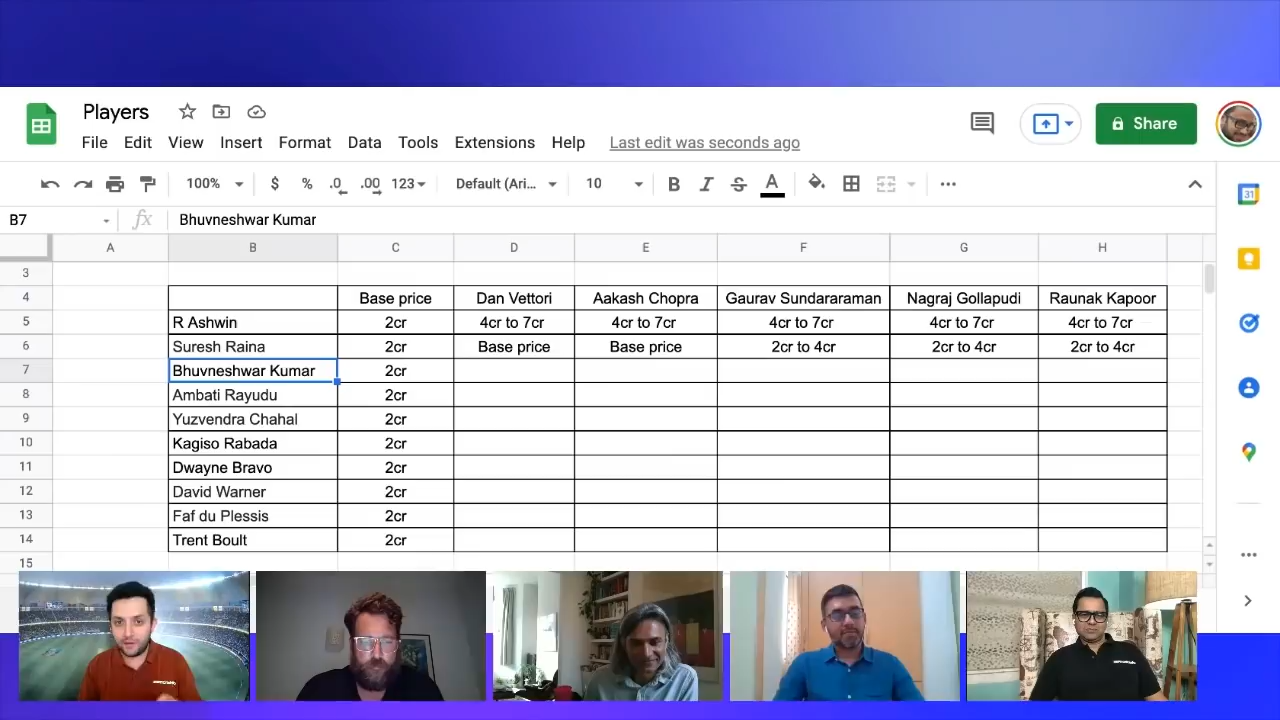 Players
File Edit View Insert Format Data Tools Extensions Help Last edit was seconds ago
Share
100% $ % .0 .00 123 Default (Ari... 10 B I S A
31
B7 fx Bhuvneshwar Kumar
A B C D E F G H
3
4 Base price Dan Vettori Aakash Chopra Gaurav Sundararaman Nagraj Gollapudi Raunak Kapoor
5 R Ashwin 2cr 4cr to 7cr 4cr to 7cr 4cr to 7cr 4cr to 7cr 4cr to 7cr
6 Suresh Raina 2cr Base price Base price 2cr to 4cr 2cr to 4cr 2cr to 4cr
7 Bhuvneshwar Kumar 2cr
8 Ambati Rayudu 2cr
9 Yuzvendra Chahal 2cr
10 Kagiso Rabada 2cr
11 Dwayne Bravo 2cr
12 David Warner 2cr
13 Faf du Plessis 2cr
14 Trent Boult 2cr
15